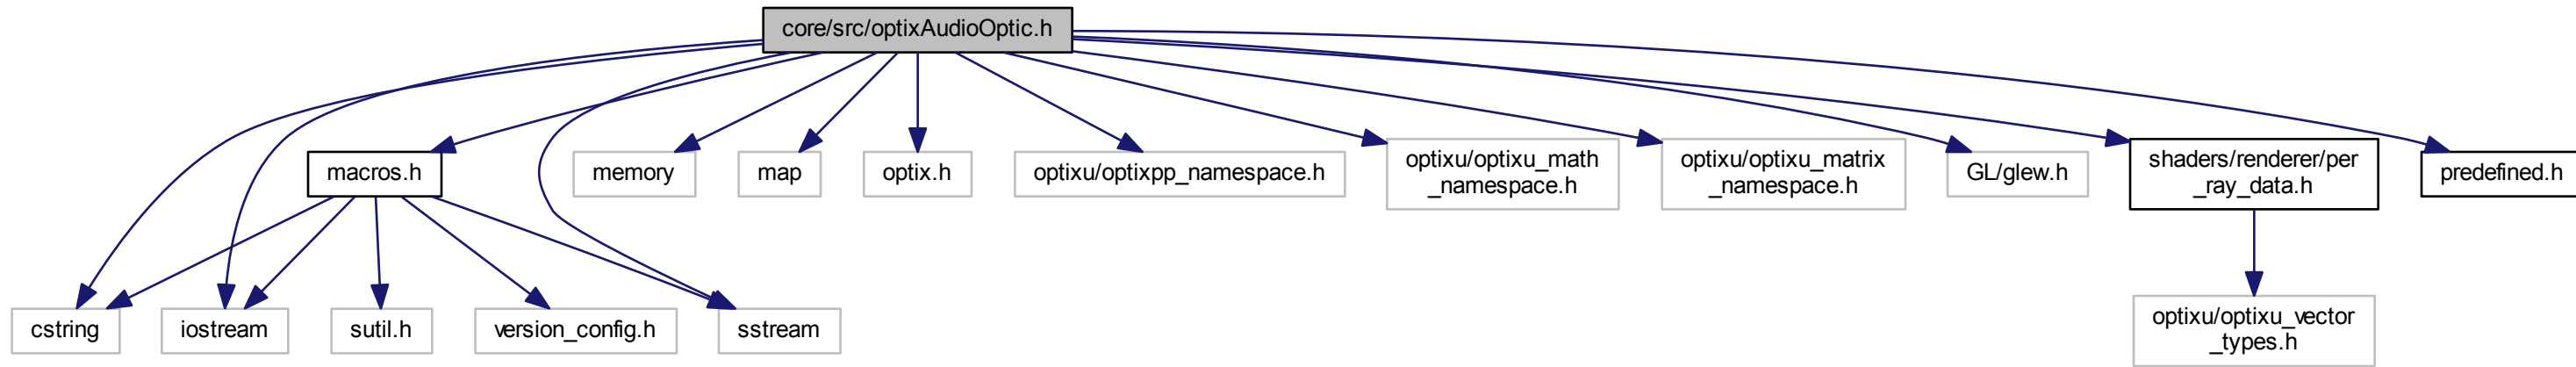 core/src/optixAudioOptic.h
macros.h
memory
map
optix.h
optixu/optixpp_namespace.h
optixu/optixu_math
_namespace.h
optixu/optixu_matrix
_namespace.h
GL/glew.h
shaders/renderer/per
_ray_data.h
predefined.h
cstring
iostream
sutil.h
version_config.h
sstream
optixu/optixu_vector
_types.h